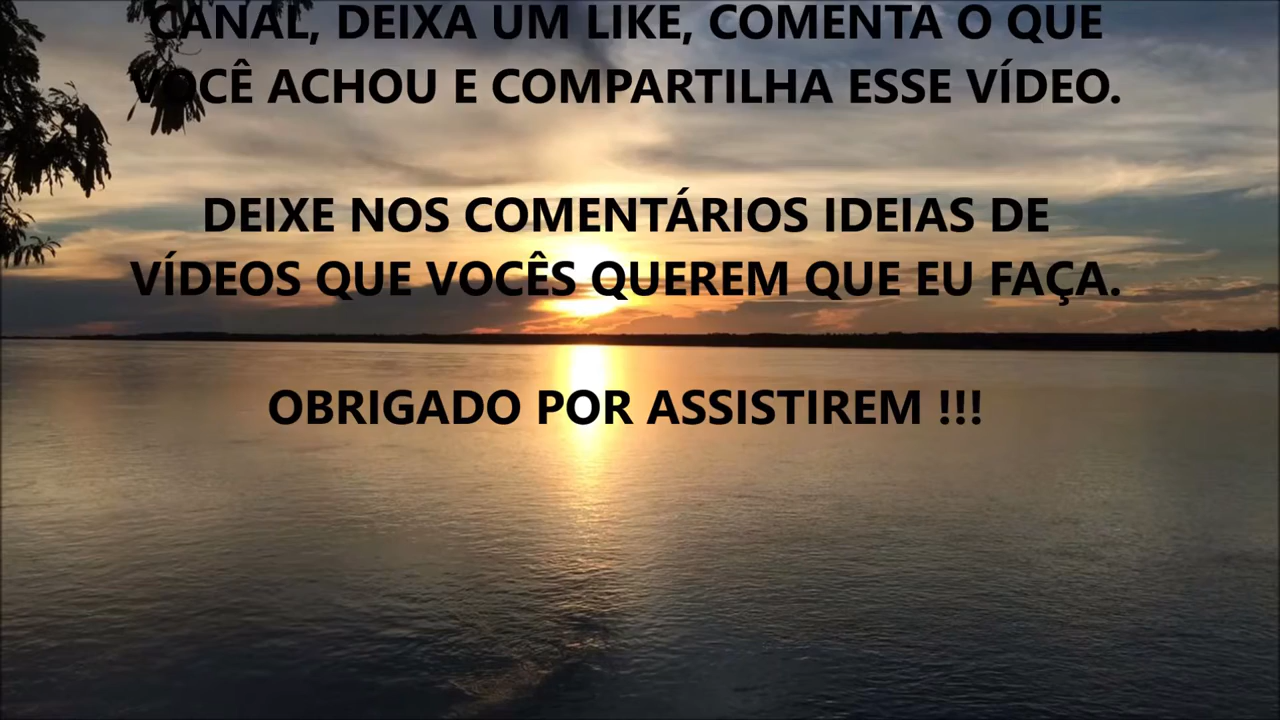 CANAL, DEIXA UM LIKE, COMENTA O QUE
VOCÊ ACHOU E COMPARTILHA ESSE VÍDEO.
DEIXE NOS COMENTÁRIOS IDEIAS DE
VÍDEOS QUE VOCÊS QUEREM QUE EU FAÇA.
OBRIGADO POR ASSISTIREM !!!